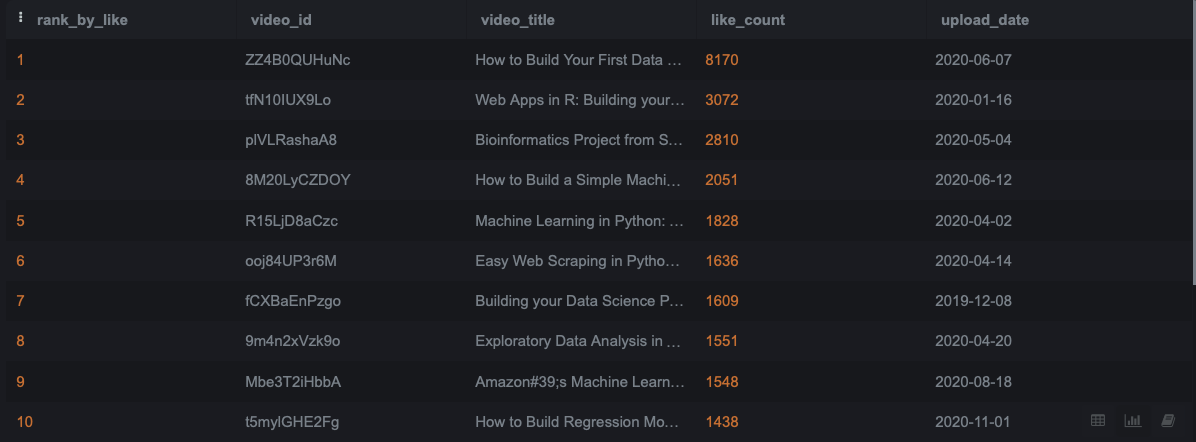 rank_by_like video_id video_title like_count upload_date
1 ZZ4B0QUHuNc How to Build Your First Data ... 8170 2020-06-07
2 tfN10IUX9Lo Web Apps in R: Building your... 3072 2020-01-16
3 plVLRashaA8 Bioinformatics Project from S... 2810 2020-05-04
4 8M20LyCZDOY How to Build a Simple Machi... 2051 2020-06-12
5 R15LjD8aCzc Machine Learning in Python: ... 1828 2020-04-02
6 ooj84UP3r6M Easy Web Scraping in Pytho... 1636 2020-04-14
7 fCXBaEnPzgo Building your Data Science P... 1609 2019-12-08
8 9m4n2xVzk9o Exploratory Data Analysis in ... 1551 2020-04-20
9 Mbe3T2iHbbA Amazon#39;s Machine Learn... 1548 2020-08-18
10 t5mylGHE2Fg How to Build Regression Mo... 1438 2020-11-01